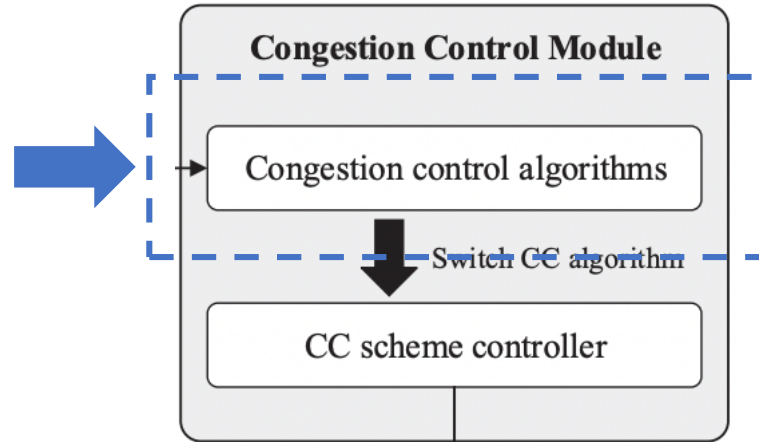 Congestion Control Module
Congestion control algorithms
Switch CC algorithm
CC scheme controller